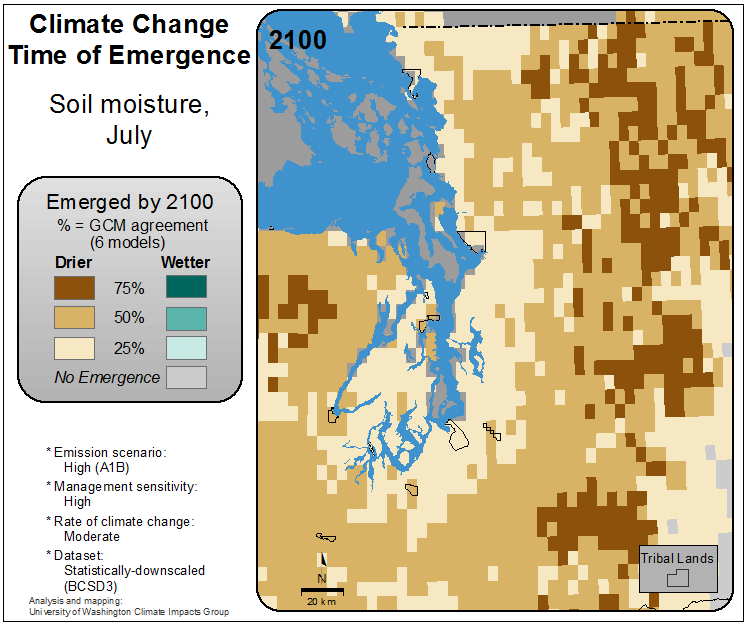 Climate Change
Time of Emergence
Soil moisture,
July
Emerged by 2100
% = GCM agreement
(6 models)
Drier Wetter
75%
50%
25%
No Emergence
* Emission scenario:
High (A1B)
* Management sensitivity:
High
* Rate of climate change:
Moderate
* Dataset:
Statistically-downscaled
(BCSD3)
Analysis and mapping:
University of Washington Climate Impacts Group
2100
N
20 km
Tribal Lands